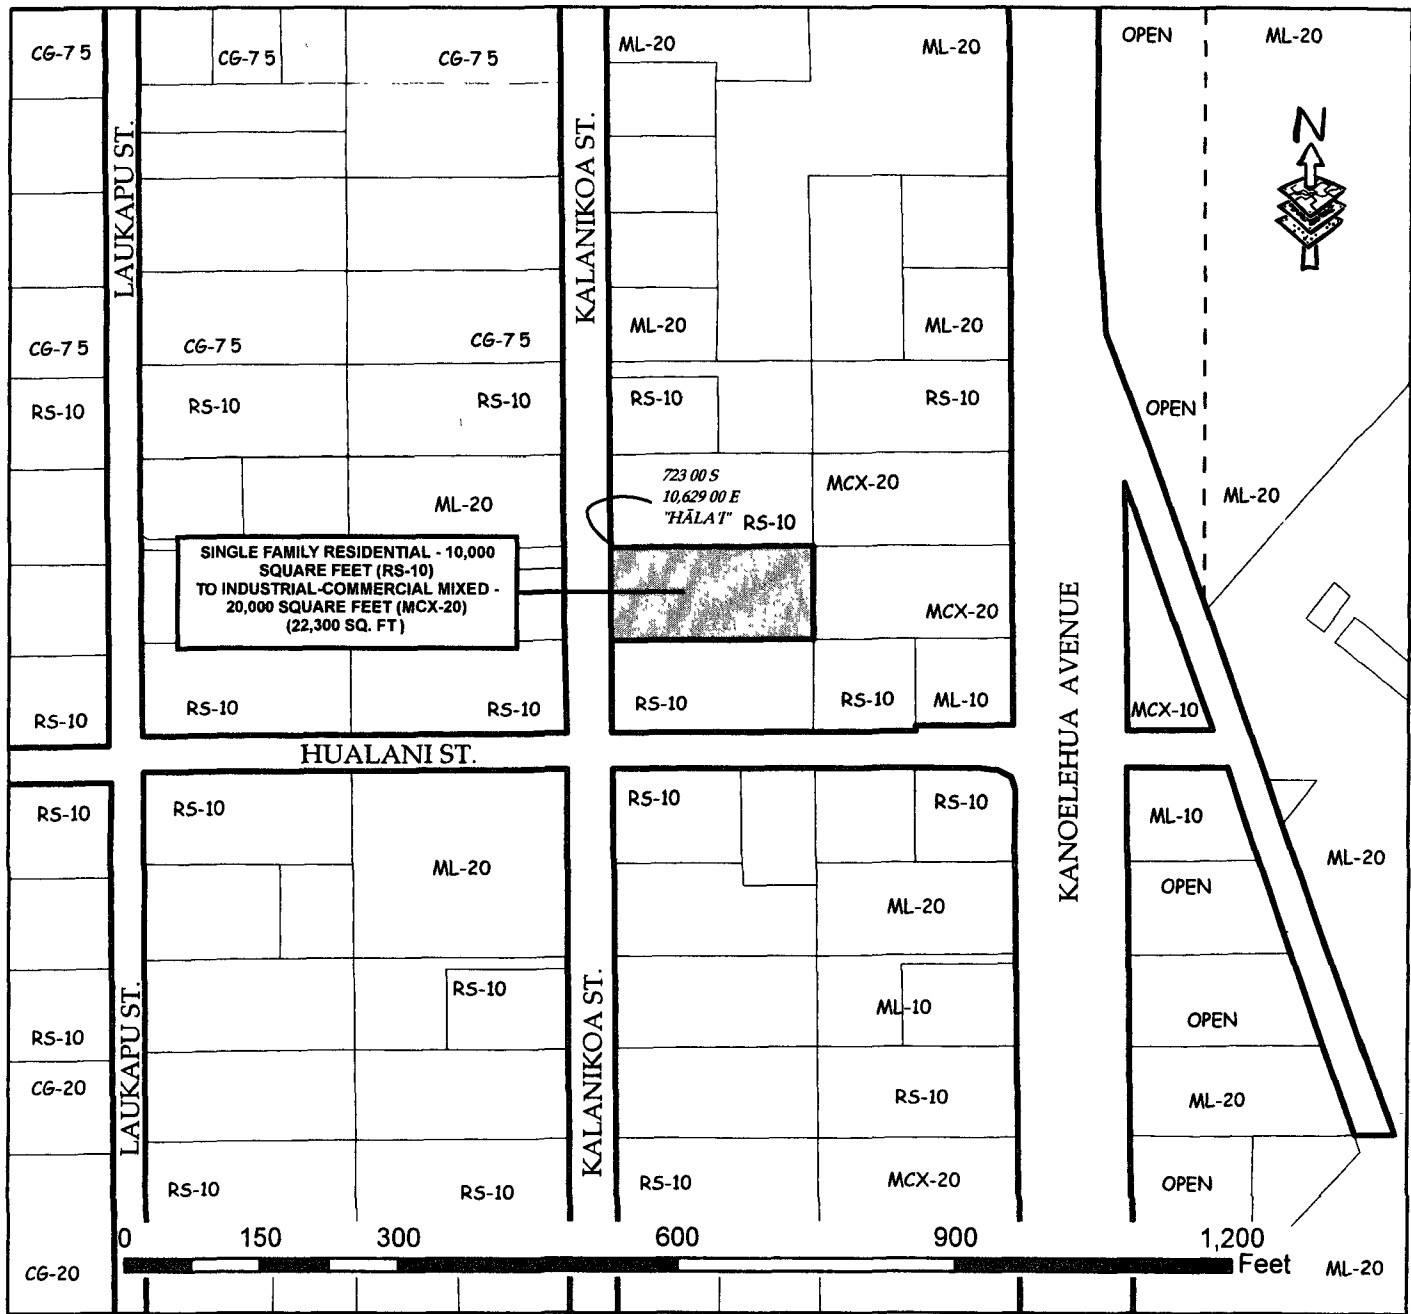 CG-7 5
CG-7 5
CG-7 5
ML-20
ML-20
OPEN
ML-20
N
LAUKAPU ST.
KALANIKOA ST.
CG-7 5
CG-7 5
CG-7 5
ML-20
ML-20
RS-10
RS-10
RS-10
RS-10
RS-10
OPEN
ML-20
723 00 S
10,629 00 E
"HĀLA'I"
RS-10
MCX-20
ML-20
SINGLE FAMILY RESIDENTIAL - 10,000
SQUARE FEET (RS-10)
TO INDUSTRIAL-COMMERCIAL MIXED -
20,000 SQUARE FEET (MCX-20)
(22,300 SQ. FT )
MCX-20
KANOELEHUA AVENUE
RS-10
RS-10
RS-10
RS-10
RS-10
ML-10
MCX-10
HUALANI ST.
RS-10
RS-10
RS-10
RS-10
ML-10
ML-20
ML-20
OPEN
ML-20
LAUKAPU ST.
KALANIKOA ST.
RS-10
RS-10
ML-10
OPEN
CG-20
RS-10
ML-20
RS-10
RS-10
RS-10
MCX-20
OPEN
0 150 300 600 900 1,200
Feet
CG-20
ML-20